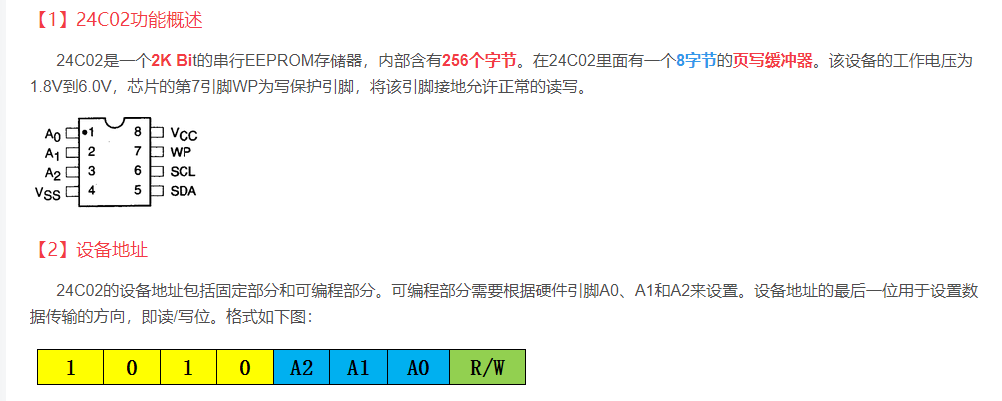 【1】24C02功能概述
24C02是一个2K Bit的串行EEPROM存储器，内部含有256个字节。在24C02里面有一个8字节的页写缓冲器。该设备的工作电压为
1.8V到6.0V，芯片的第7引脚WP为写保护引脚，将该引脚接地允许正常的读写。
A0 1 8 VCC
A1 2 7 WP
A2 3 6 SCL
VSS 4 5 SDA
【2】设备地址
24C02的设备地址包括固定部分和可编程部分。可编程部分需要根据硬件引脚A0、A1和A2来设置。设备地址的最后一位用于设置数
据传输的方向，即读/写位。格式如下图：
1 0 1 0 A2 A1 A0 R/W